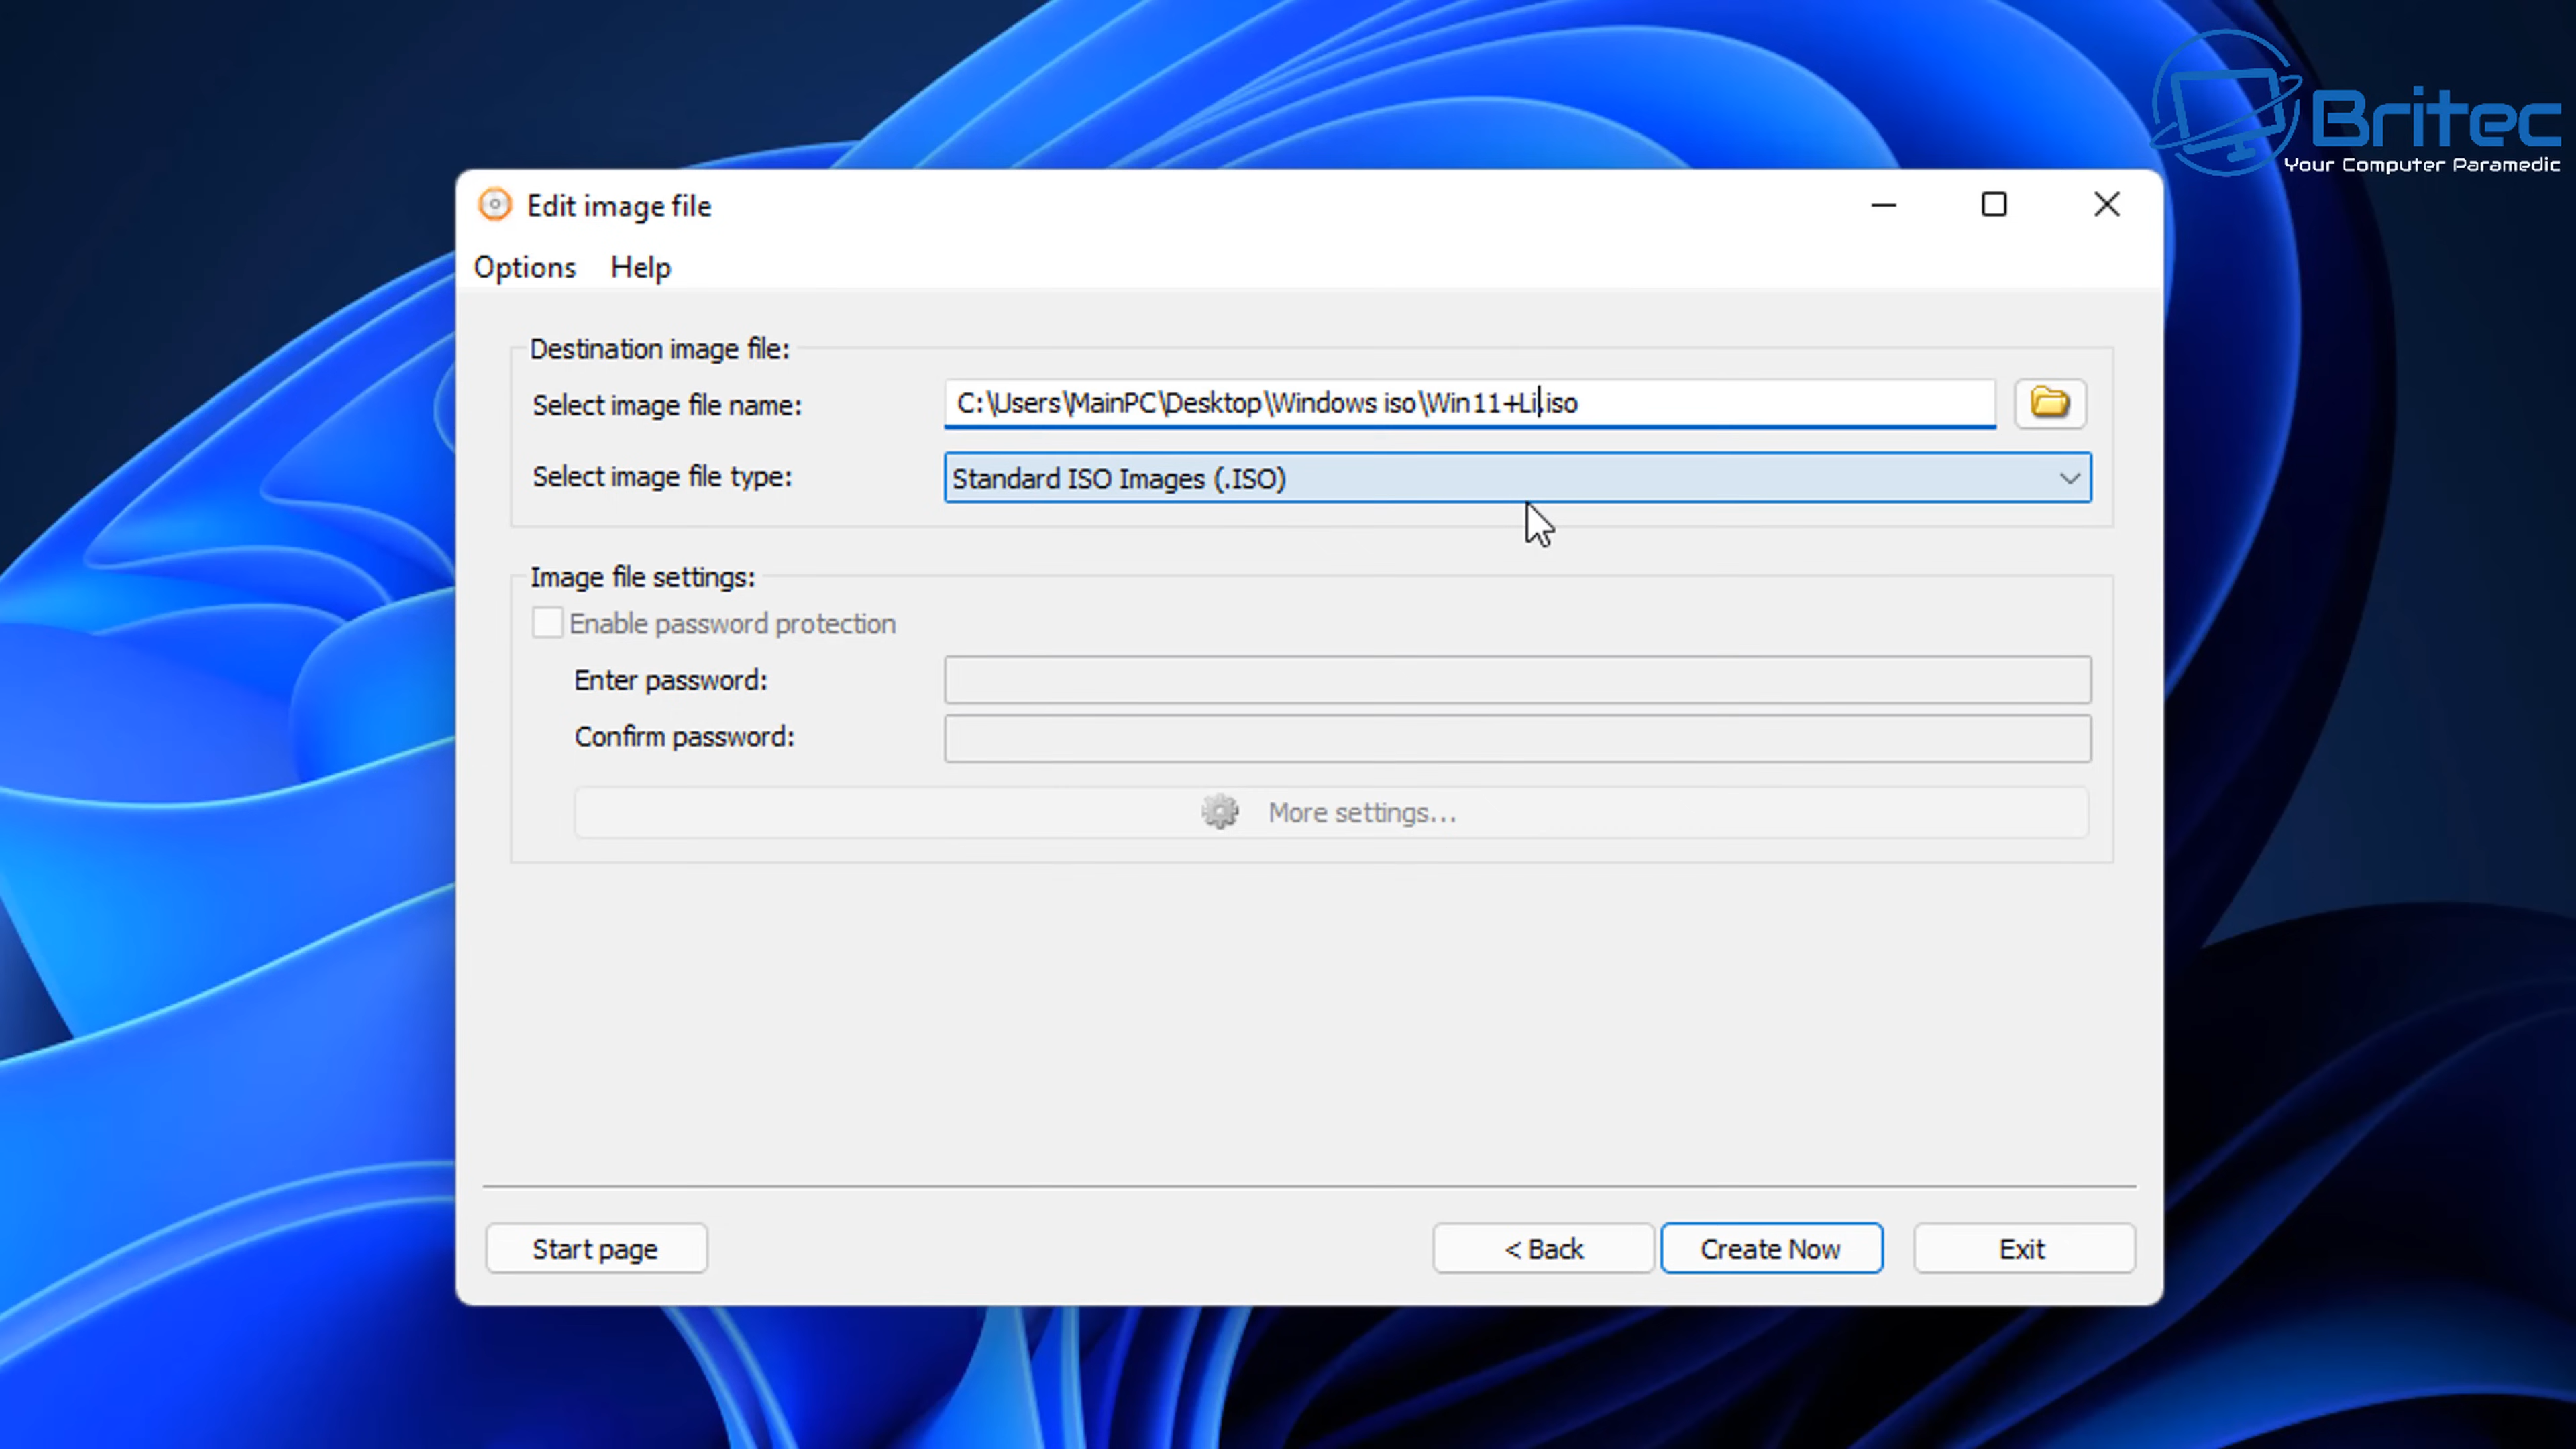 Britec
Your Computer Paramedic
Edit image file
Options Help
Destination image file:
Select image file name: C:\Users\MainPC\Desktop\Windows iso\Win11+Li.iso
Select image file type: Standard ISO Images (.ISO)
Image file settings:
Enable password protection
Enter password:
Confirm password:
More settings...
Start page < Back Create Now Exit